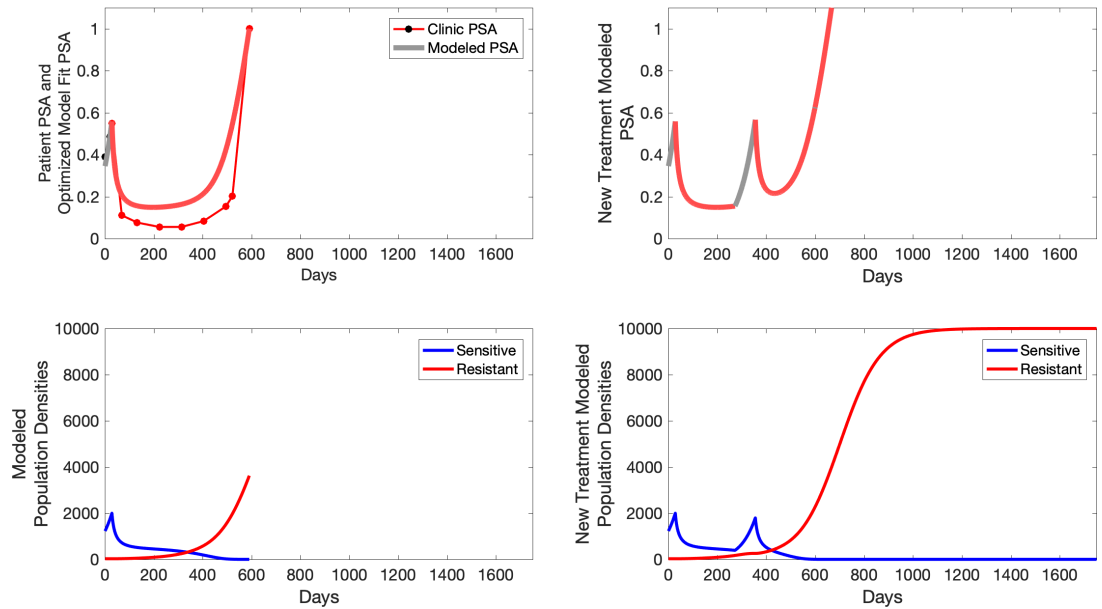 Patient PSA and
Optimized Model Fit PSA
1
0.8
0.6
0.4
0.2
0
Clinic PSA
Modeled PSA
0 200 400 600 800 1000 1200 1400 1600
Days
New Treatment Modeled
PSA
1
0.8
0.6
0.4
0.2
0
0 200 400 600 800 1000 1200 1400 1600
Days
Modeled
Population Densities
10000
8000
6000
4000
2000
0
Sensitive
Resistant
0 200 400 600 800 1000 1200 1400 1600
Days
New Treatment Modeled
Population Densities
10000
8000
6000
4000
2000
0
Sensitive
Resistant
0 200 400 600 800 1000 1200 1400 1600
Days